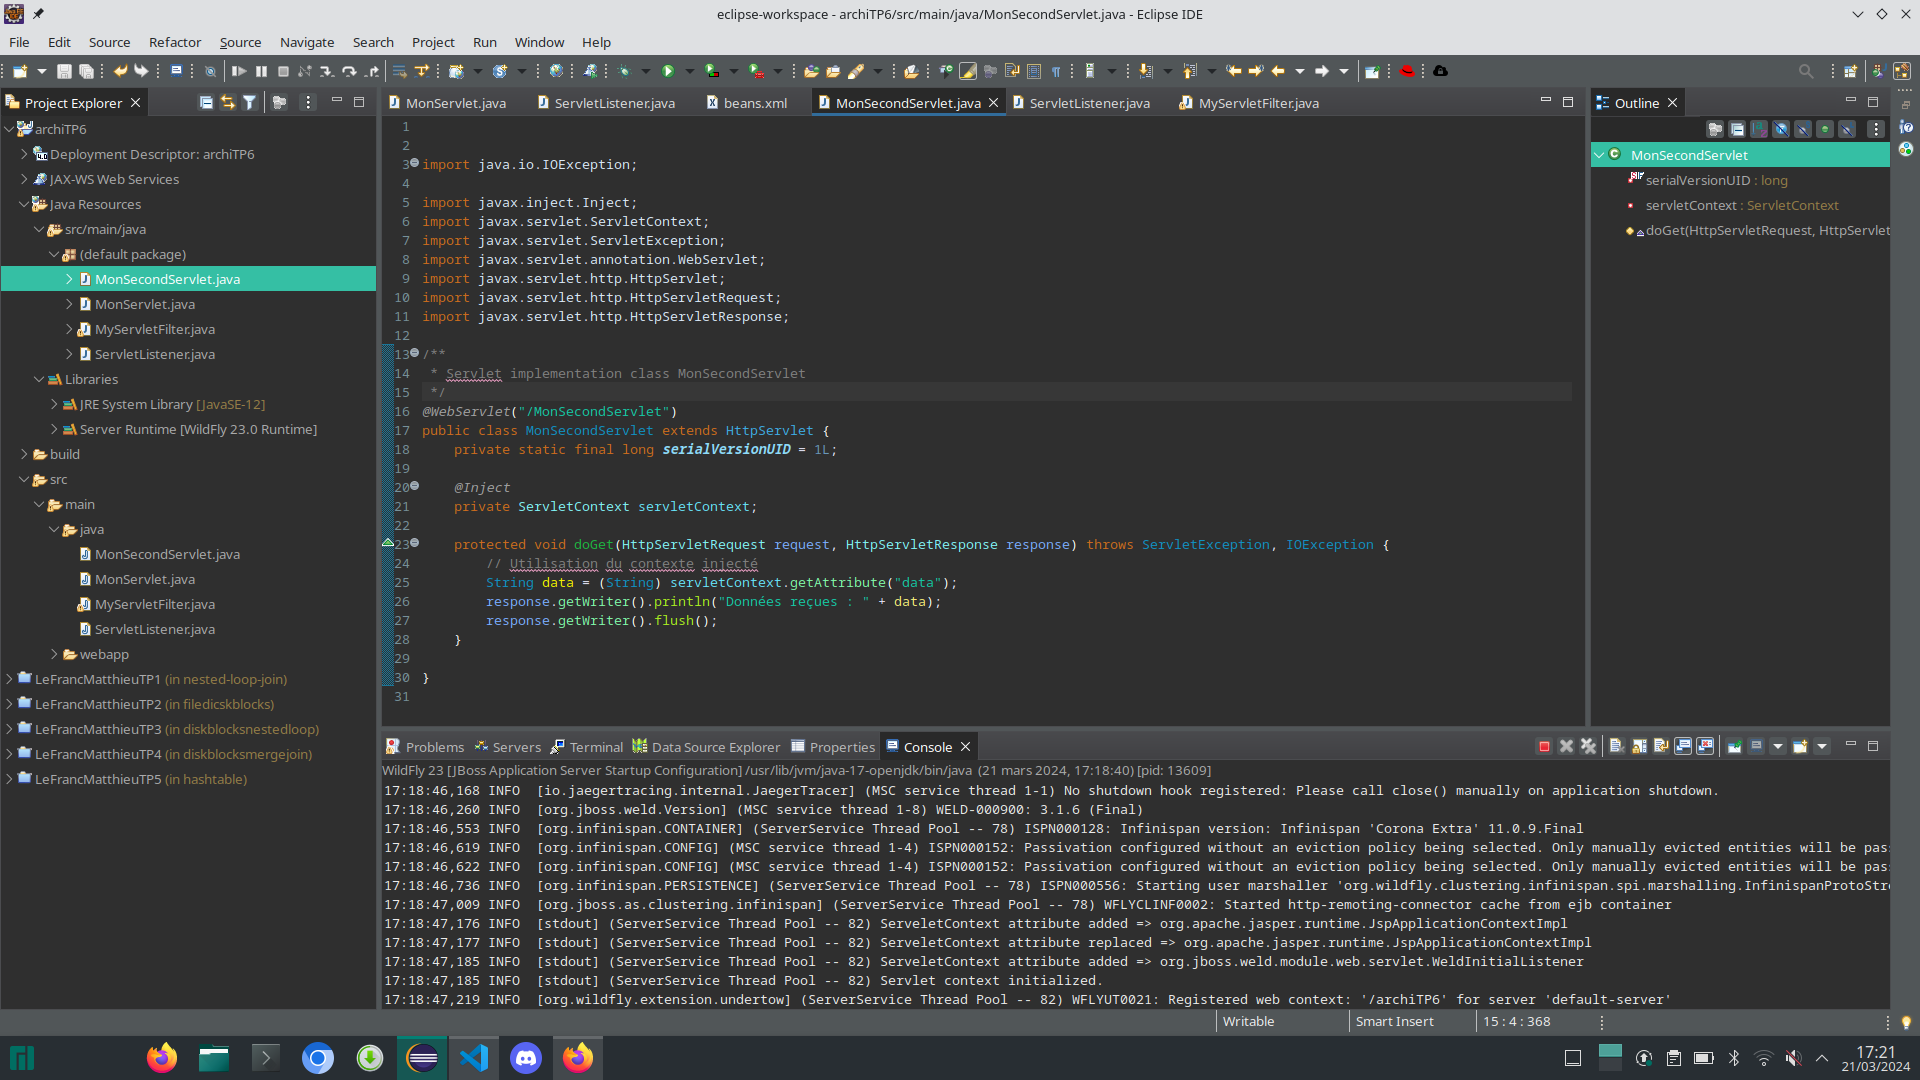 eclipse-workspace - archiTP6/src/main/java/MonSecondServlet.java - Eclipse IDE
File Edit Source Refactor Source Navigate Search Project Run Window Help
Project Explorer
archiTP6
Deployment Descriptor: archiTP6
JAX-WS Web Services
Java Resources
src/main/java
(default package)
MonSecondServlet.java
MonServlet.java
MyServletFilter.java
ServletListener.java
Libraries
JRE System Library [JavaSE-12]
Server Runtime [WildFly 23.0 Runtime]
build
src
main
java
MonSecondServlet.java
MonServlet.java
MyServletFilter.java
ServletListener.java
webapp
LeFrancMatthieuTP1 (in nested-loop-join)
LeFrancMatthieuTP2 (in filedicskblocks)
LeFrancMatthieuTP3 (in diskblocksnestedloop)
LeFrancMatthieuTP4 (in diskblocksmergejoin)
LeFrancMatthieuTP5 (in hashtable)
MonServlet.java ServletListener.java beans.xml MonSecondServlet.java ServletListener.java MyServletFilter.java
1
2
3 import java.io.IOException;
4
5 import javax.inject.Inject;
6 import javax.servlet.ServletContext;
7 import javax.servlet.ServletException;
8 import javax.servlet.annotation.WebServlet;
9 import javax.servlet.http.HttpServlet;
10 import javax.servlet.http.HttpServletRequest;
11 import javax.servlet.http.HttpServletResponse;
12
13 /**
14 * Servlet implementation class MonSecondServlet
15 */
16 @WebServlet("/MonSecondServlet")
17 public class MonSecondServlet extends HttpServlet {
18 private static final long serialVersionUID = 1L;
19
20 @Inject
21 private ServletContext servletContext;
22
23 protected void doGet(HttpServletRequest request, HttpServletResponse response) throws ServletException, IOException {
24 // Utilisation du contexte injecté
25 String data = (String) servletContext.getAttribute("data");
26 response.getWriter().println("Données reçues : " + data);
27 response.getWriter().flush();
28 }
29
30 }
31
Outline
MonSecondServlet
serialVersionUID : long
servletContext : ServletContext
doGet(HttpServletRequest, HttpServlet
Problems Servers Terminal Data Source Explorer Properties Console
WildFly 23 [JBoss Application Server Startup Configuration] /usr/lib/jvm/java-17-openjdk/bin/java (21 mars 2024, 17:18:40) [pid: 13609]
17:18:46,168 INFO [io.jaegertracing.internal.JaegerTracer] (MSC service thread 1-1) No shutdown hook registered: Please call close() manually on application shutdown.
17:18:46,260 INFO [org.jboss.weld.Version] (MSC service thread 1-8) WELD-000900: 3.1.6 (Final)
17:18:46,553 INFO [org.infinispan.CONTAINER] (ServerService Thread Pool -- 78) ISPN000128: Infinispan version: Infinispan 'Corona Extra' 11.0.9.Final
17:18:46,619 INFO [org.infinispan.CONFIG] (MSC service thread 1-4) ISPN000152: Passivation configured without an eviction policy being selected. Only manually evicted entities will be pas
17:18:46,622 INFO [org.infinispan.CONFIG] (MSC service thread 1-4) ISPN000152: Passivation configured without an eviction policy being selected. Only manually evicted entities will be pas
17:18:46,736 INFO [org.infinispan.PERSISTENCE] (ServerService Thread Pool -- 78) ISPN000556: Starting user marshaller 'org.wildfly.clustering.infinispan.spi.marshalling.InfinispanProtoStre
17:18:47,009 INFO [org.jboss.as.clustering.infinispan] (ServerService Thread Pool -- 78) WFLYCLINF0002: Started http-remoting-connector cache from ejb container
17:18:47,176 INFO [stdout] (ServerService Thread Pool -- 82) ServeletContext attribute added => org.apache.jasper.runtime.JspApplicationContextImpl
17:18:47,177 INFO [stdout] (ServerService Thread Pool -- 82) ServeletContext attribute replaced => org.apache.jasper.runtime.JspApplicationContextImpl
17:18:47,185 INFO [stdout] (ServerService Thread Pool -- 82) ServeletContext attribute added => org.jboss.weld.module.web.servlet.WeldInitialListener
17:18:47,185 INFO [stdout] (ServerService Thread Pool -- 82) Servlet context initialized.
17:18:47,219 INFO [org.wildfly.extension.undertow] (ServerService Thread Pool -- 82) WFLYUT0021: Registered web context: '/archiTP6' for server 'default-server'
Writable Smart Insert 15 : 4 : 368
17:21
21/03/2024